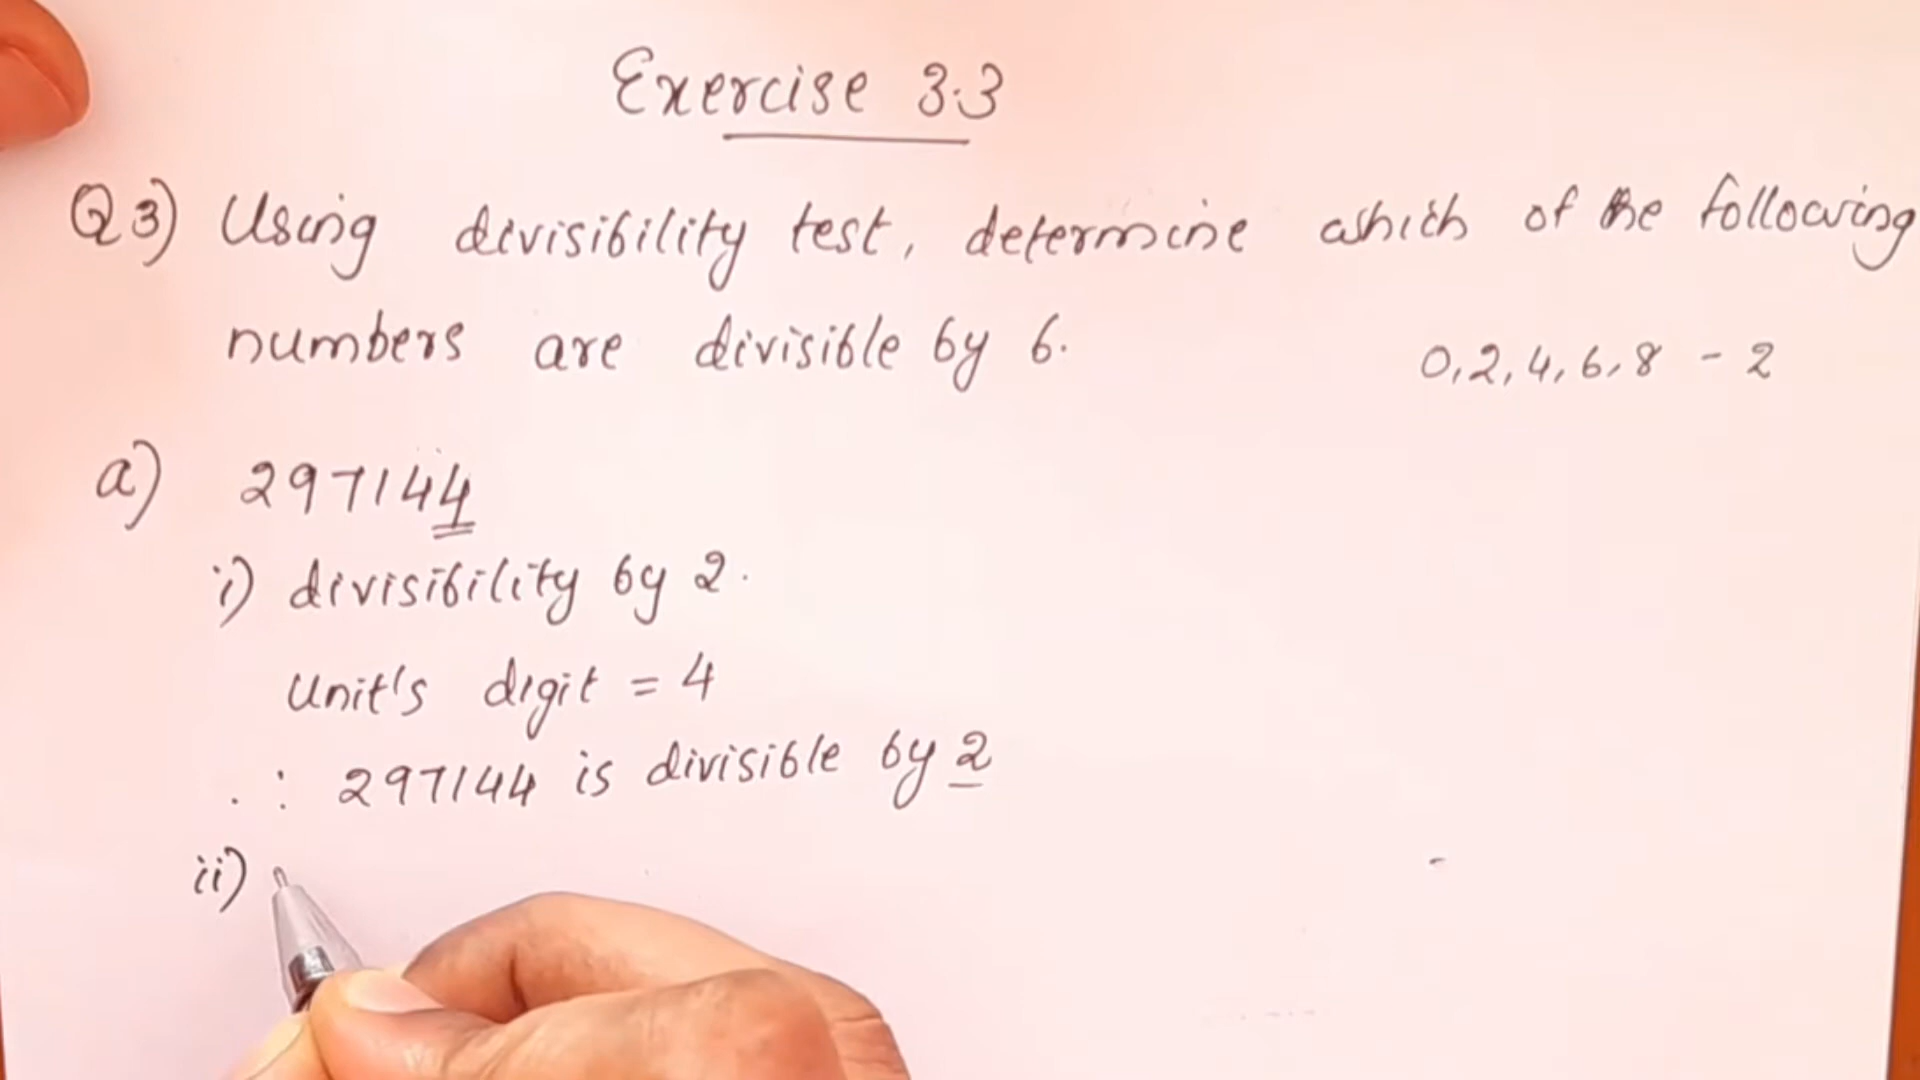 Exercise 3.3
Q3) Using divisibility test, determine which of the following
numbers are divisible by 6.
0,2,4,6,8 - 2
a) 297144
i) divisibility by 2.
Unit's digit = 4
∴ 297144 is divisible by 2
ii)